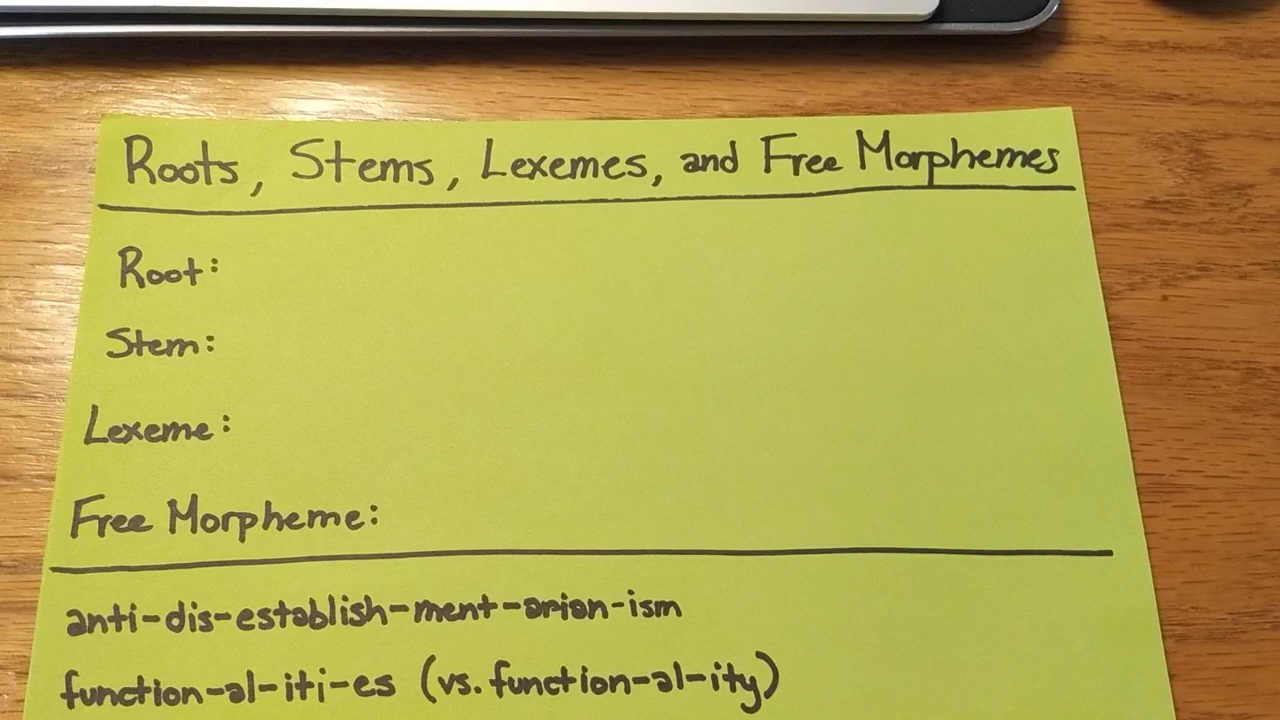 Roots, Stems, Lexemes, and Free Morphemes
Root:
Stem:
Lexeme:
Free Morpheme:
anti-dis-establish-ment-arian-ism
function-al-iti-es (vs. function-al-ity)